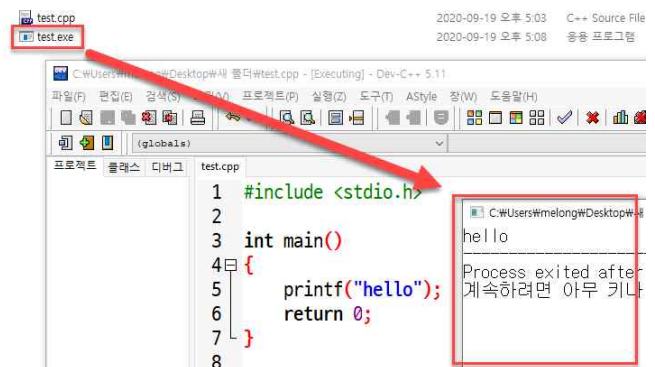 test.cpp 2020-09-19 오후 5:03 C++ Source File
test.exe 2020-09-19 오후 5:08 응용 프로그램
C:₩Users₩melong₩Desktop₩새 폴더₩test.cpp - [Executing] - Dev-C++ 5.11
파일(F) 편집(E) 검색(S) 프로젝트(P) 실행(Z) 도구(T) AStyle 창(W) 도움말(H)
(globals)
프로젝트 클래스 디버그 test.cpp
1 #include <stdio.h>
2
3 int main()
4 {
5 printf("hello");
6 return 0;
7 }
8
C:₩Users₩melong₩Desktop₩새
hello
--------------------------------
Process exited after
계속하려면 아무 키나